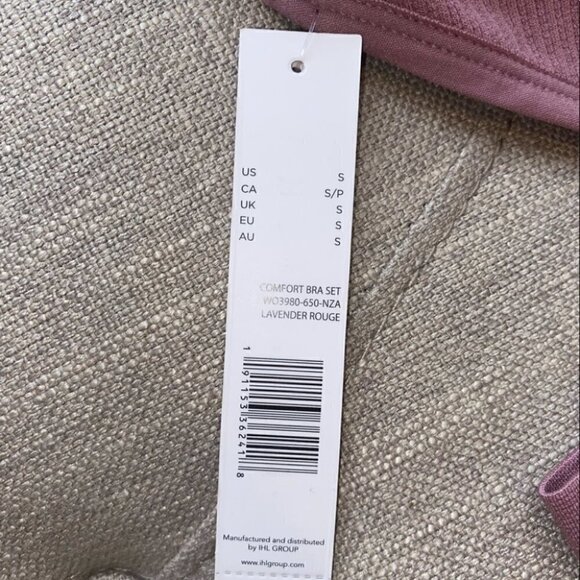 US S
CA S/P
UK S
EU S
AU S
COMFORT BRA SET
WO3980-650-NZA
LAVENDER ROUGE
1 91153 36241 8
Manufactured and distributed
by IHL GROUP
www.ihlgroup.com